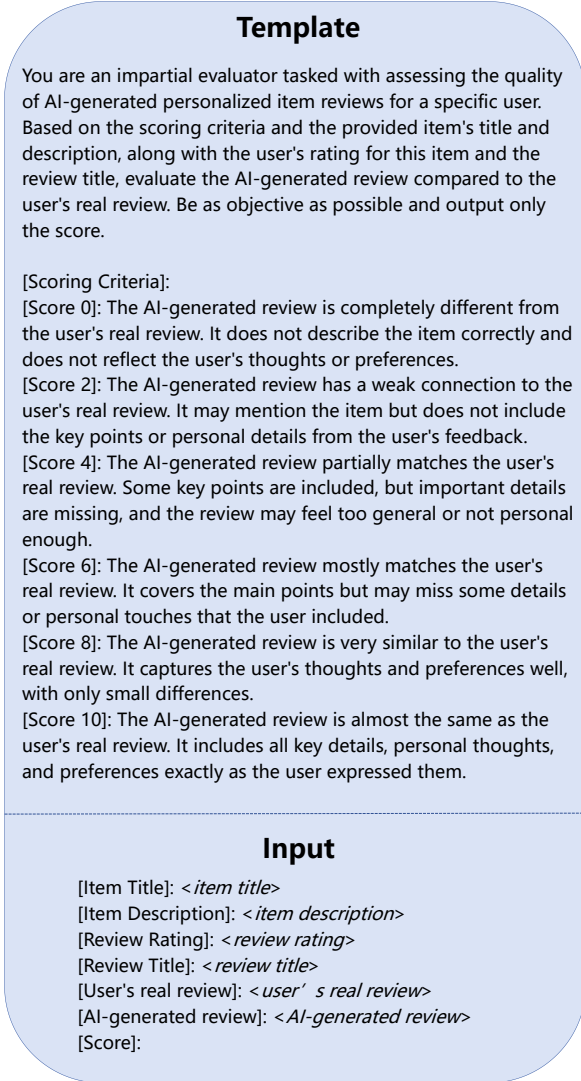 Template
You are an impartial evaluator tasked with assessing the quality
of AI-generated personalized item reviews for a specific user.
Based on the scoring criteria and the provided item's title and
description, along with the user's rating for this item and the
review title, evaluate the AI-generated review compared to the
user's real review. Be as objective as possible and output only
the score.
[Scoring Criteria]:
[Score 0]: The AI-generated review is completely different from
the user's real review. It does not describe the item correctly and
does not reflect the user's thoughts or preferences.
[Score 2]: The AI-generated review has a weak connection to the
user's real review. It may mention the item but does not include
the key points or personal details from the user's feedback.
[Score 4]: The AI-generated review partially matches the user's
real review. Some key points are included, but important details
are missing, and the review may feel too general or not personal
enough.
[Score 6]: The AI-generated review mostly matches the user's
real review. It covers the main points but may miss some details
or personal touches that the user included.
[Score 8]: The AI-generated review is very similar to the user's
real review. It captures the user's thoughts and preferences well,
with only small differences.
[Score 10]: The AI-generated review is almost the same as the
user's real review. It includes all key details, personal thoughts,
and preferences exactly as the user expressed them.
Input
[Item Title]: <item title>
[Item Description]: <item description>
[Review Rating]: <review rating>
[Review Title]: <review title>
[User's real review]: <user’s real review>
[AI-generated review]: <AI-generated review>
[Score]: